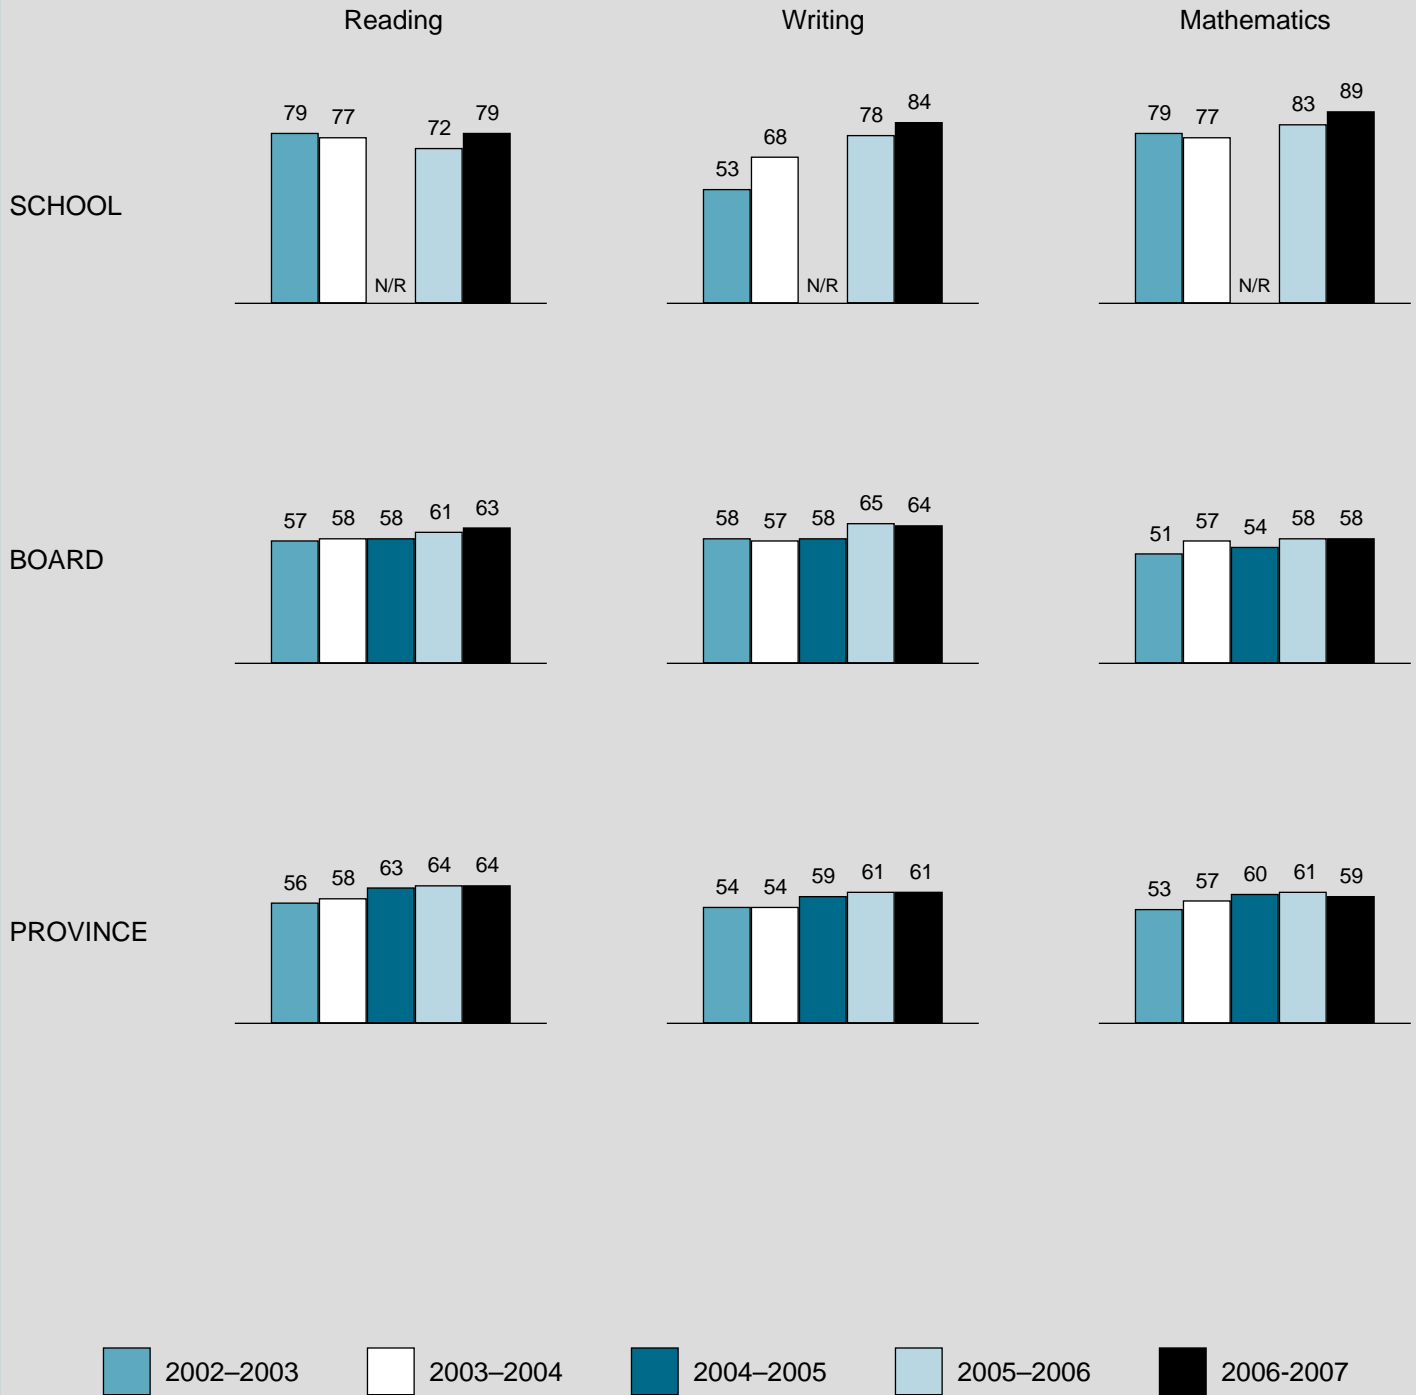 Reading Writing Mathematics
SCHOOL
79 77 N/R 72 79
53 68 N/R 78 84
79 77 N/R 83 89
BOARD
57 58 58 61 63
58 57 58 65 64
51 57 54 58 58
PROVINCE
56 58 63 64 64
54 54 59 61 61
53 57 60 61 59
2002–2003 2003–2004 2004–2005 2005–2006 2006-2007